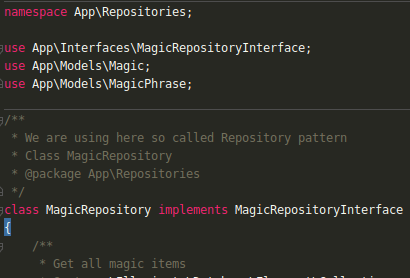 namespace App\Repositories;
use App\Interfaces\MagicRepositoryInterface;
use App\Models\Magic;
use App\Models\MagicPhrase;
/**
* We are using here so called Repository pattern
* Class MagicRepository
* @package App\Repositories
*/
class MagicRepository implements MagicRepositoryInterface
{
/**
* Get all magic items